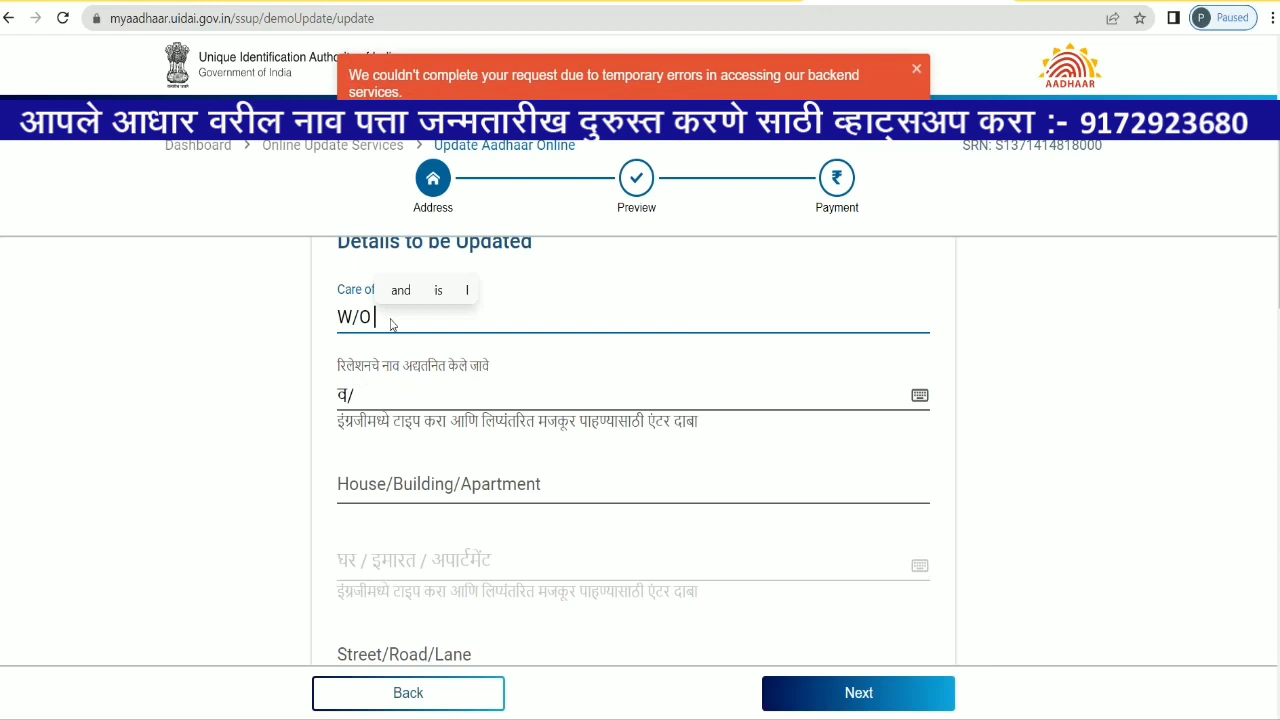 myaadhaar.uidai.gov.in/ssup/demoUpdate/update
P Paused
Unique Identification Authority of India
Government of India
We couldn't complete your request due to temporary errors in accessing our backend
services.
AADHAAR
आपले आधार वरील नाव पत्ता जन्मतारीख दुरुस्त करणे साठी व्हाट्सअप करा :- 9172923680
Dashboard > Online Update Services > Update Aadhaar Online
SRN: S1371414818000
Address
Preview
Payment
Details to be Updated
Care of
and is I
W/O
रिलेशनचे नाव अद्यतनित केले जावे
व/
इंग्रजीमध्ये टाइप करा आणि लिप्यंतरित मजकूर पाहण्यासाठी एंटर दाबा
House/Building/Apartment
घर / इमारत / अपार्टमेंट
इंग्रजीमध्ये टाइप करा आणि लिप्यंतरित मजकूर पाहण्यासाठी एंटर दाबा
Street/Road/Lane
Back
Next